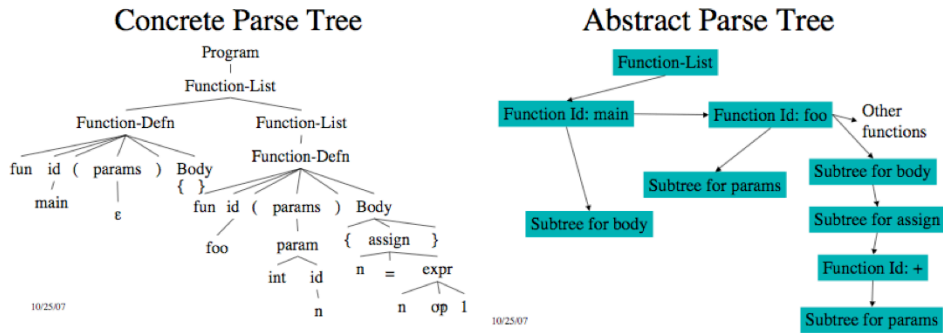 Concrete Parse Tree
Program
Function-List
Function-Defn Function-List
Function-Defn
fun id ( params ) Body
{ }
main ε
fun id ( params ) Body
foo param { assign }
int id n = expr
n n op 1
10/25/07
Abstract Parse Tree
Function-List
Function Id: main Function Id: foo Other
functions
Subtree for params Subtree for body
Subtree for body Subtree for assign
Function Id: +
Subtree for params
10/25/07